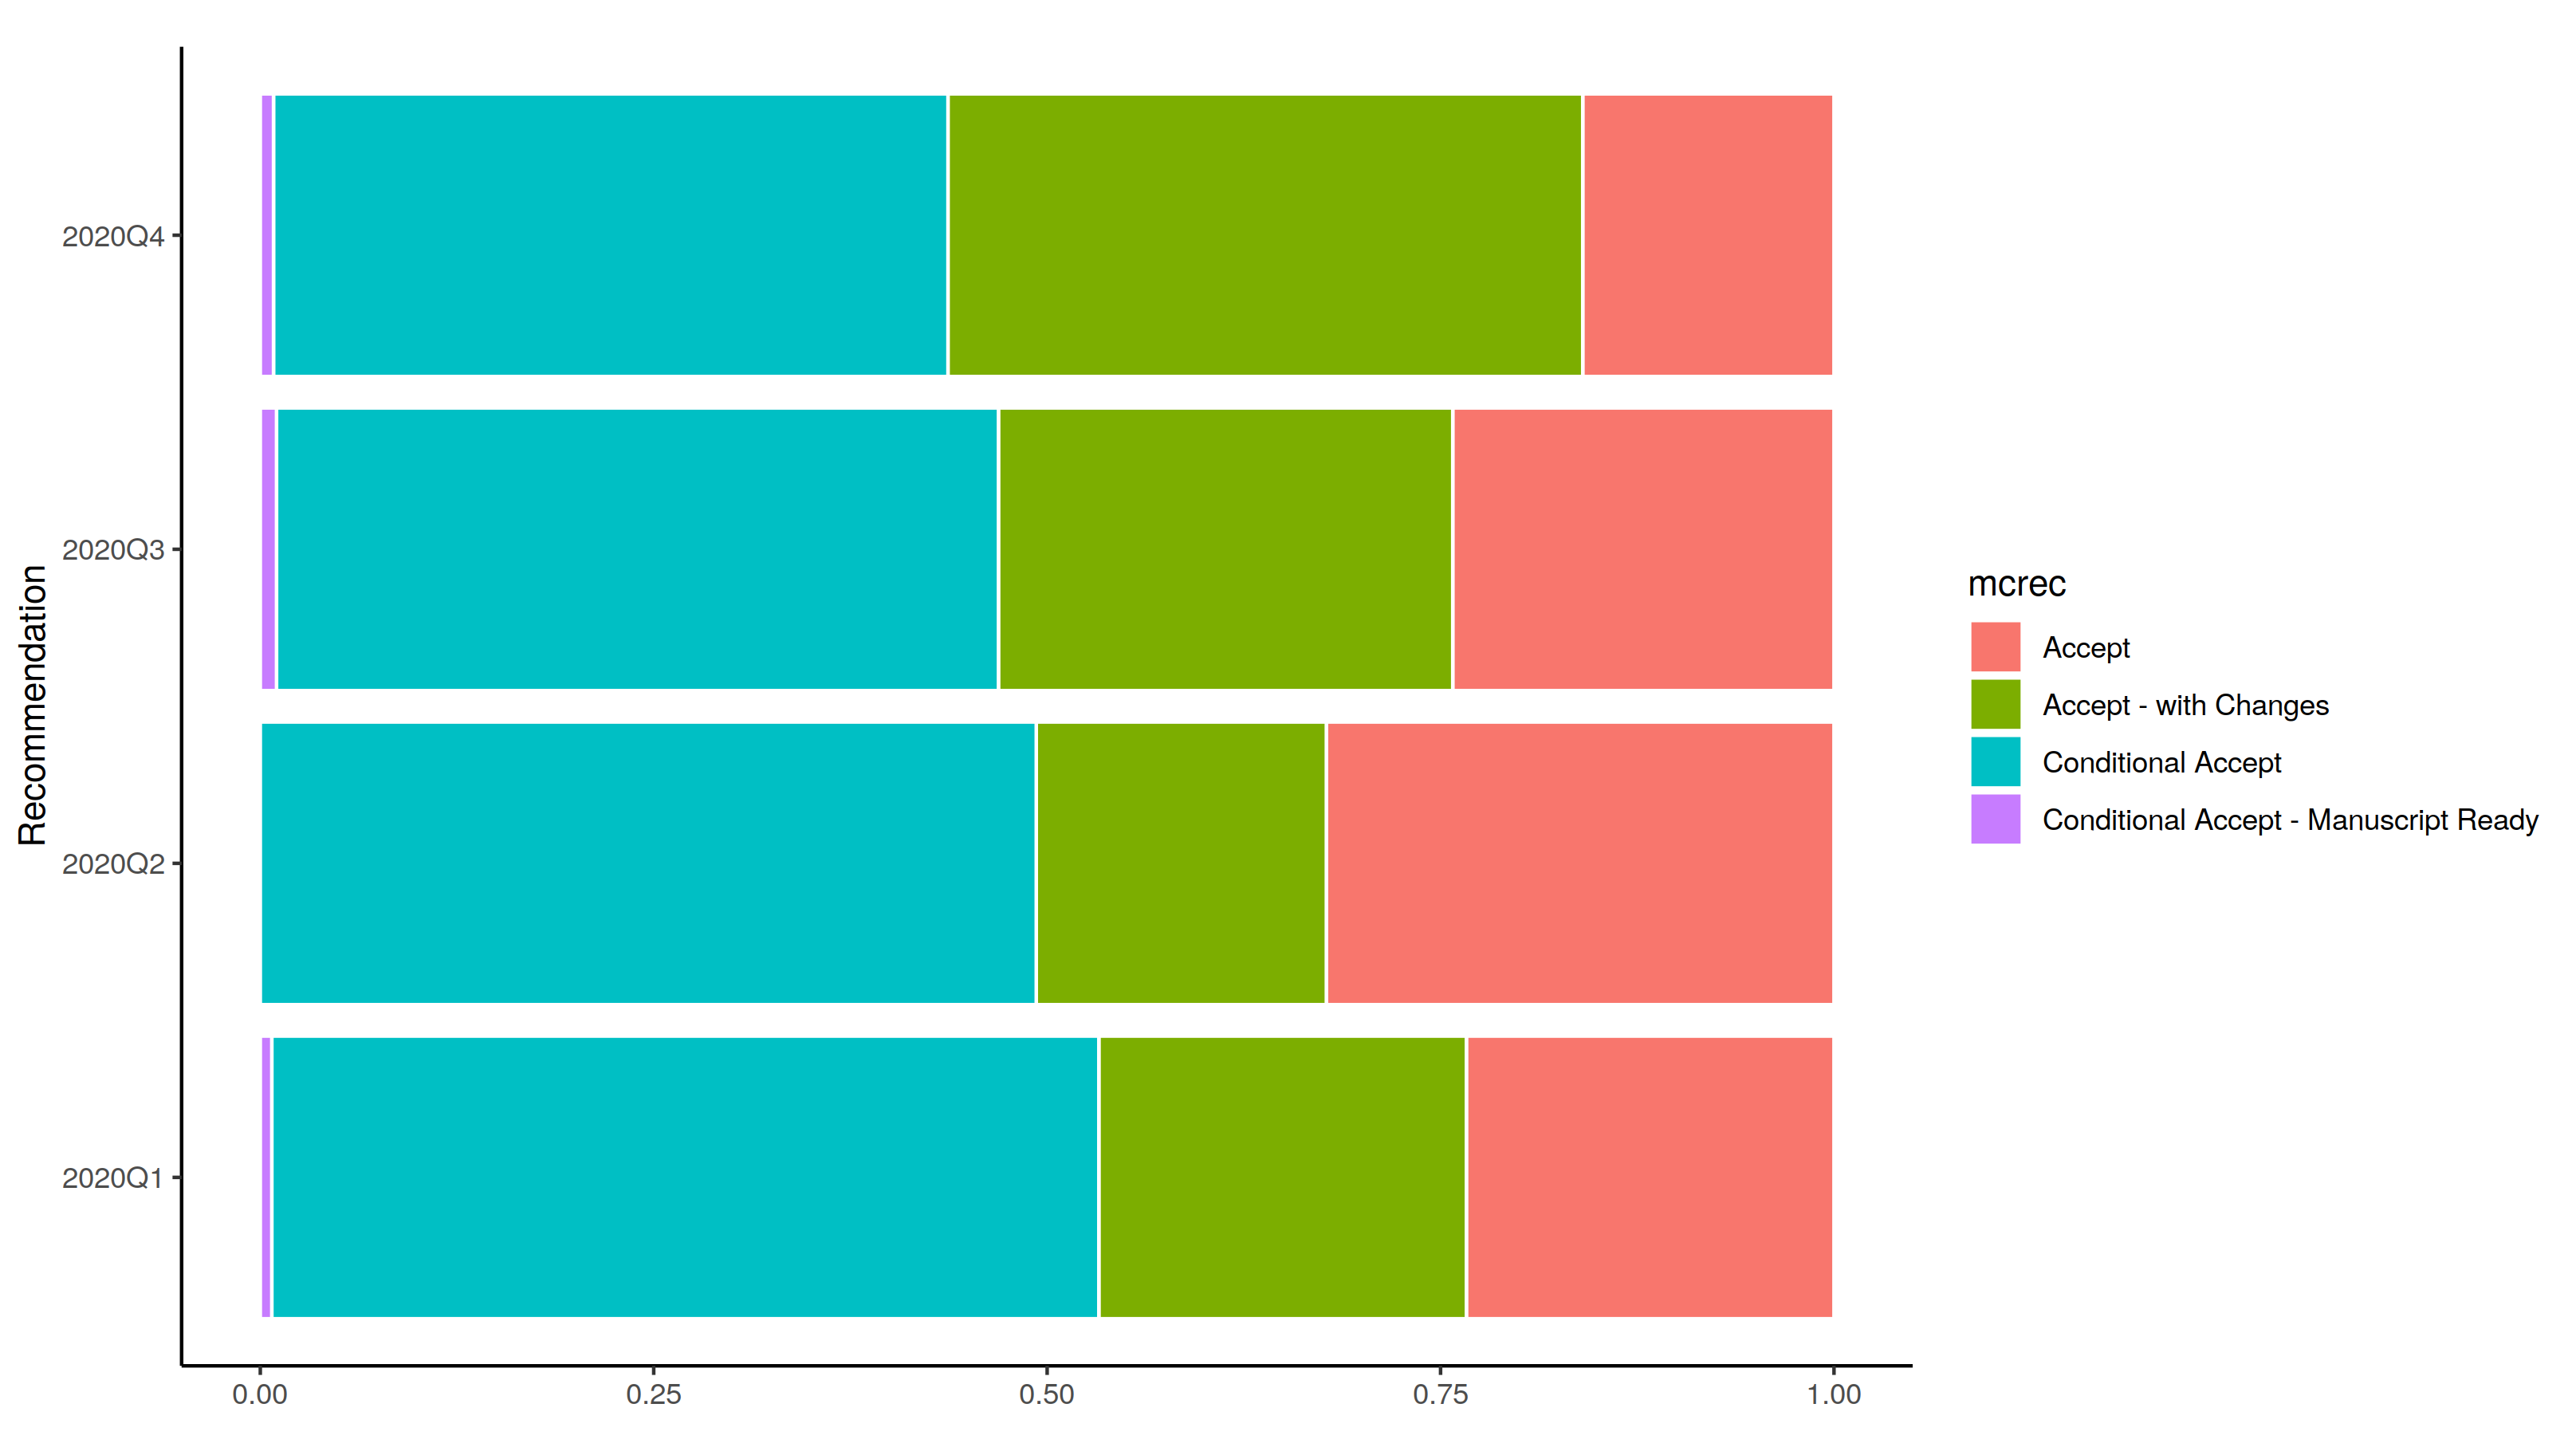 Recommendation
2020Q4
2020Q3
2020Q2
2020Q1
0.00 0.25 0.50 0.75 1.00
mcrec
Accept
Accept - with Changes
Conditional Accept
Conditional Accept - Manuscript Ready